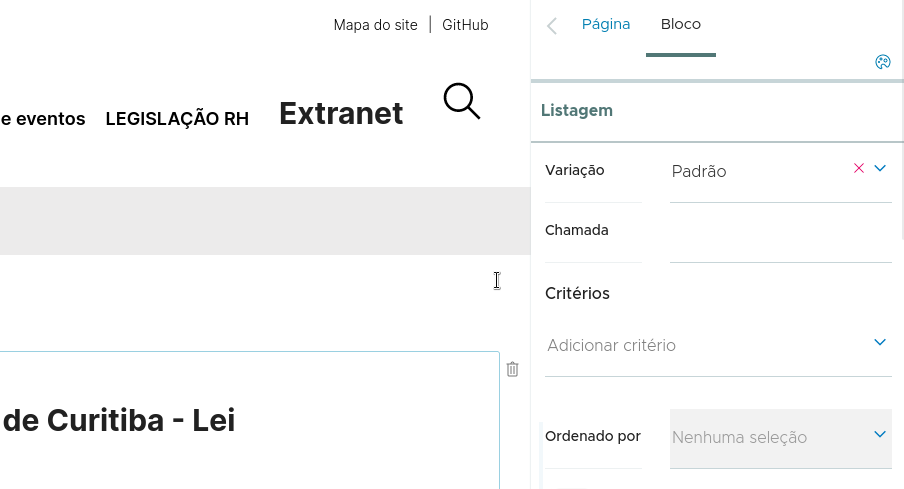 Mapa do site | GitHub
e eventos LEGISLAÇÃO RH Extranet
de Curitiba - Lei
Página Bloco
Listagem
Variação Padrão
Chamada
Critérios
Adicionar critério
Ordenado por Nenhuma seleção